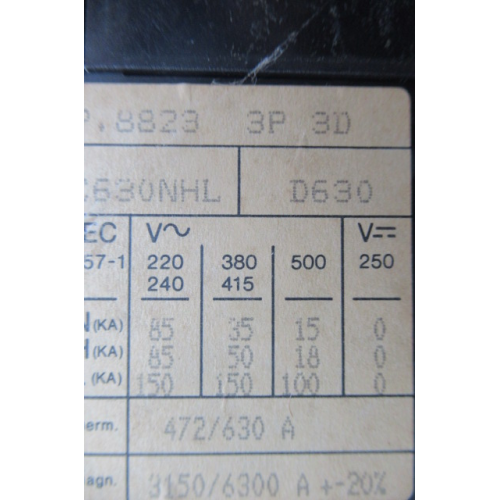 P.8823 3P 3D
C630NHL D630
EC V~ V⎓
57-1 220 380 500 250
240 415
N(KA) 85 35 15 0
H(KA) 85 50 18 0
(KA) 150 150 100 0
erm. 472/630 A
agn. 3150/6300 A +-20%